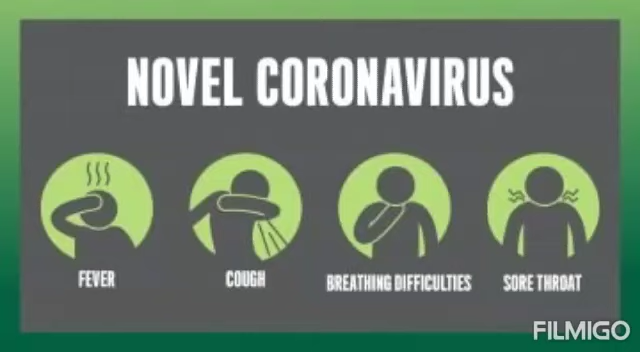 NOVEL CORONAVIRUS
FEVER
COUGH
BREATHING DIFFICULTIES
SORE THROAT
FILMIGO